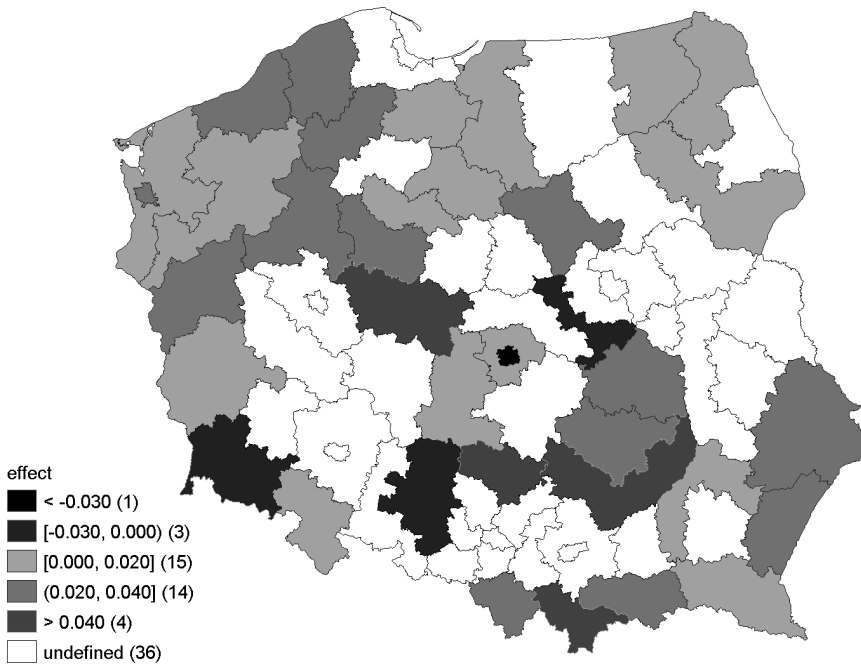 effect
< -0.030 (1)
[-0.030, 0.000) (3)
[0.000, 0.020] (15)
(0.020, 0.040] (14)
> 0.040 (4)
undefined (36)